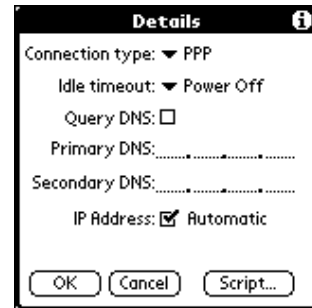 Details
Connection type: PPP
Idle timeout: Power Off
Query DNS:
Primary DNS:
Secondary DNS:
IP Address: Automatic
OK Cancel Script...